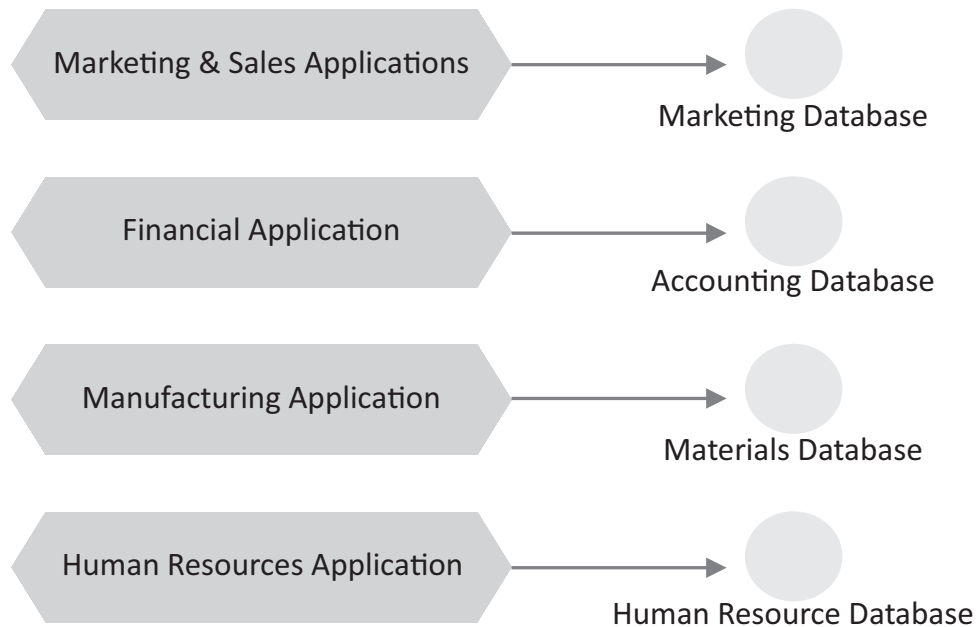 Marketing & Sales Applications
Marketing Database
Financial Application
Accounting Database
Manufacturing Application
Materials Database
Human Resources Application
Human Resource Database